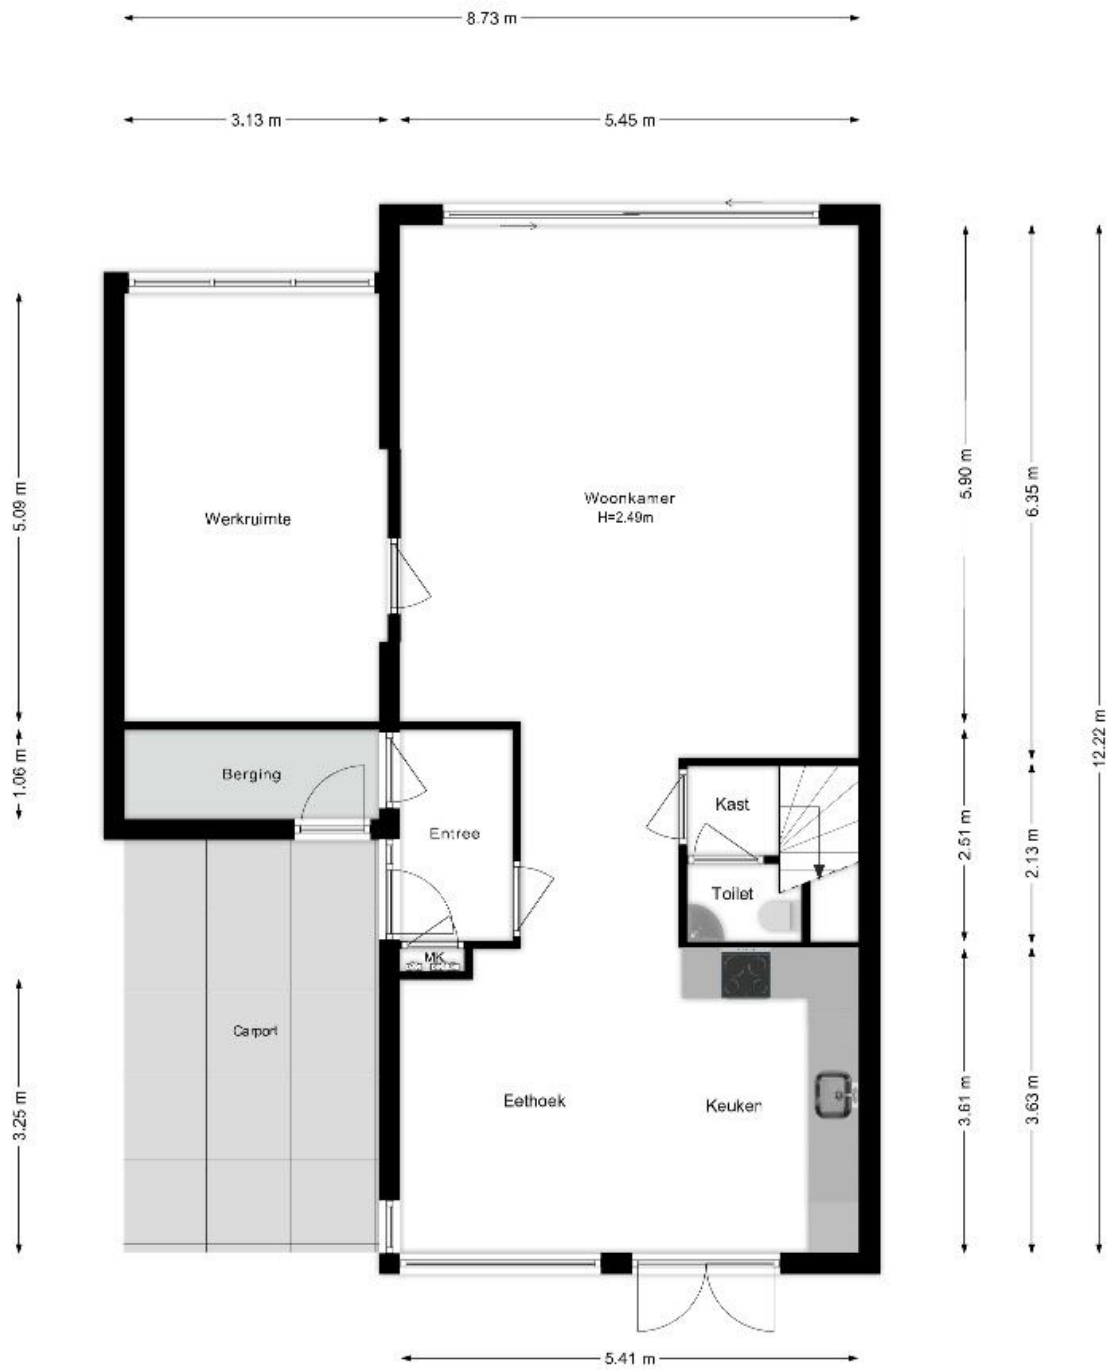 8.73 m
3.13 m
5.45 m
5.09 m
1.06 m
3.25 m
Werkruimte
Woonkamer
H=2.49m
5.90 m
6.35 m
12.22 m
Berging
Entree
Kast
Toilet
MK
2.51 m
2.13 m
Carport
Eethoek
Keuken
3.61 m
3.63 m
5.41 m